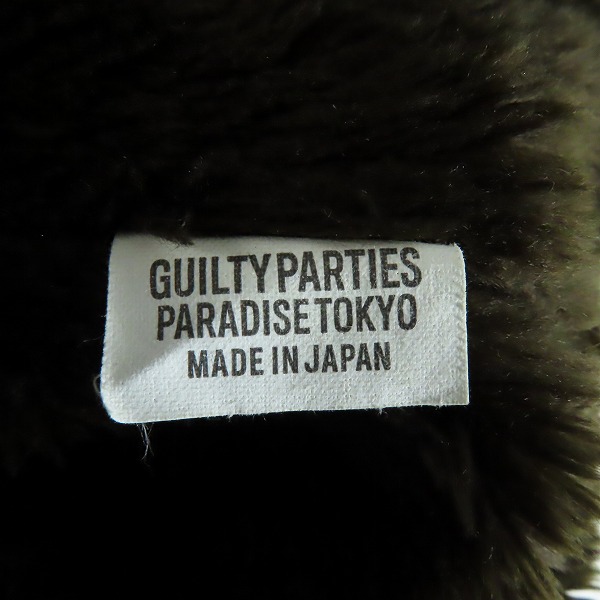 GUILTY PARTIES
PARADISE TOKYO
MADE IN JAPAN